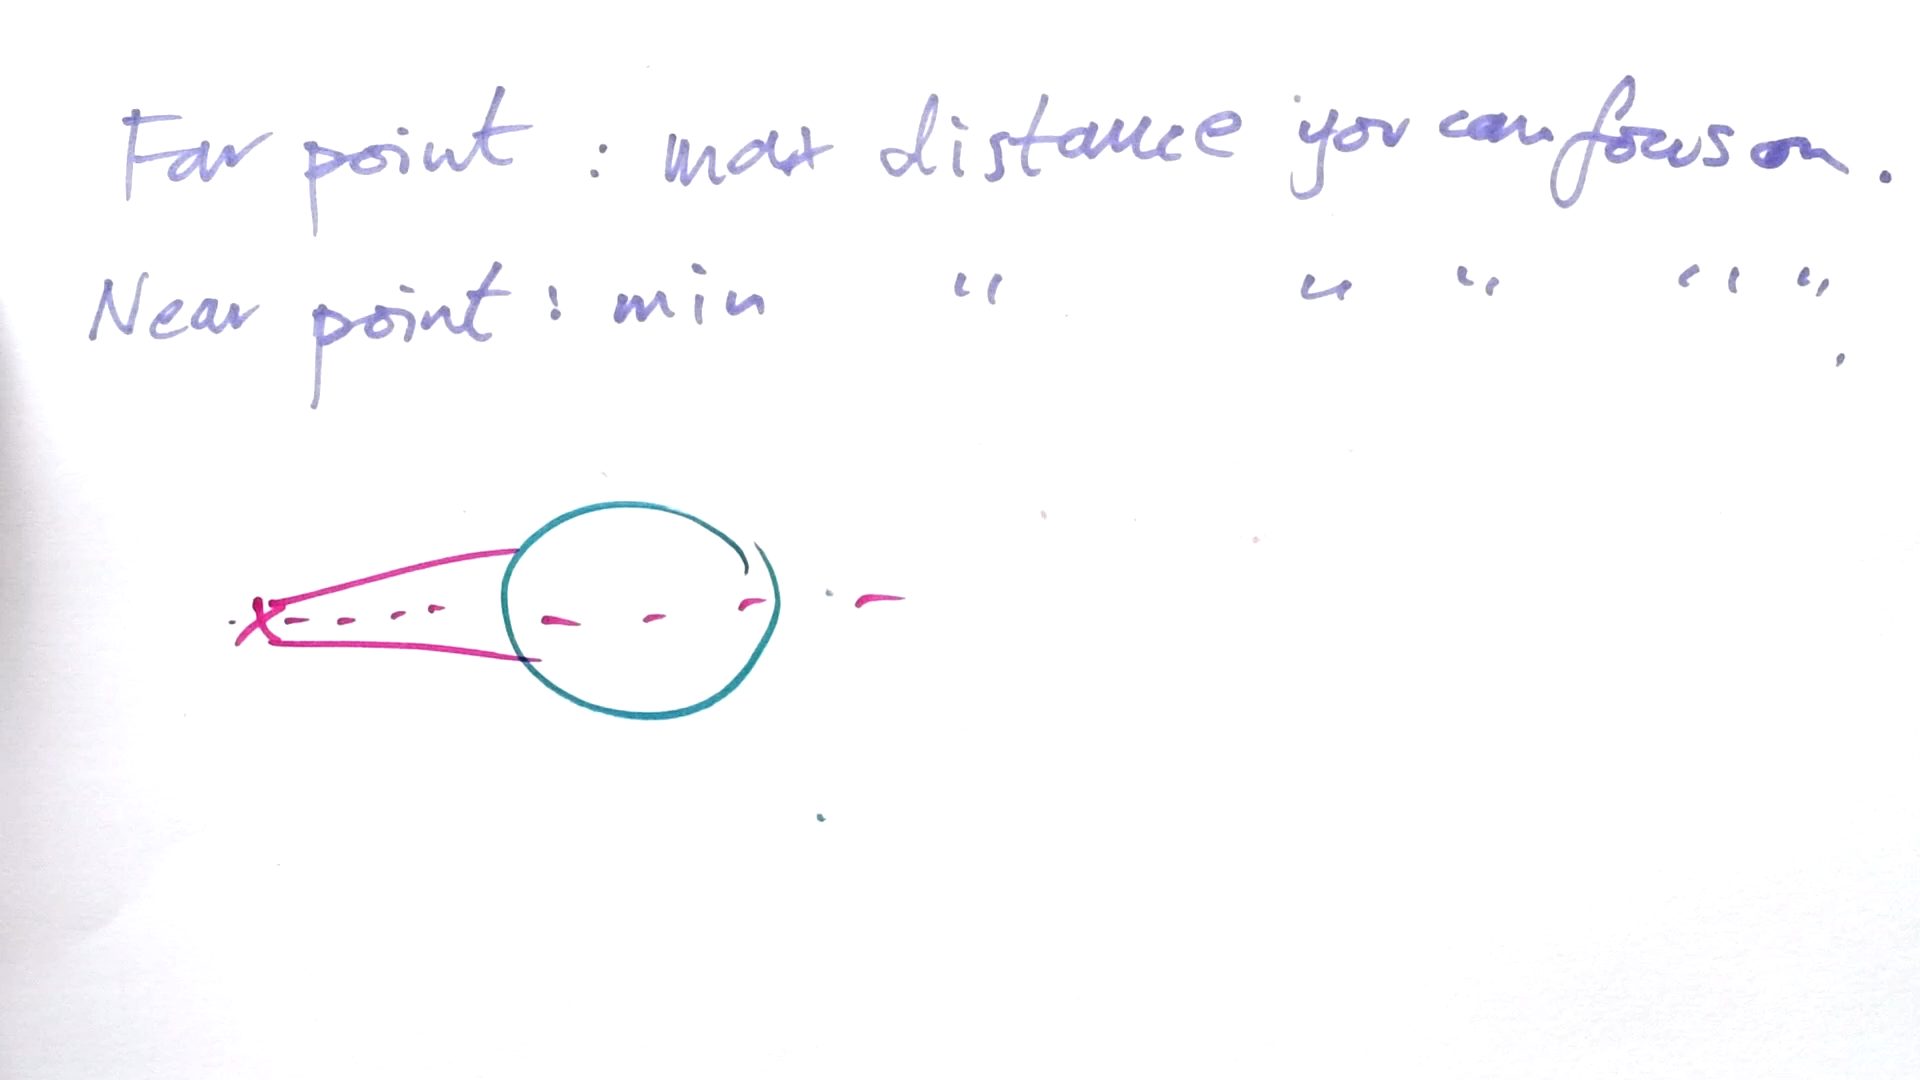 Far point : max distance you can focus on.
Near point : min " " " " ".